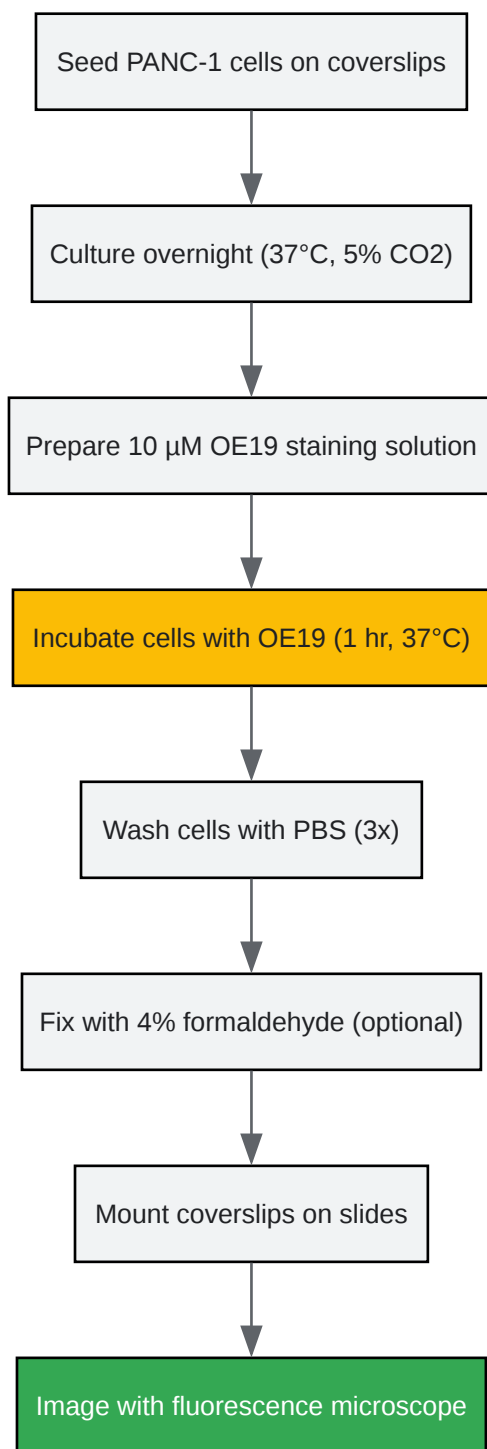 Seed PANC-1 cells on coverslips
Culture overnight (37°C, 5% CO2)
Prepare 10 µM OE19 staining solution
Incubate cells with OE19 (1 hr, 37°C)
Wash cells with PBS (3x)
Fix with 4% formaldehyde (optional)
Mount coverslips on slides
Image with fluorescence microscope